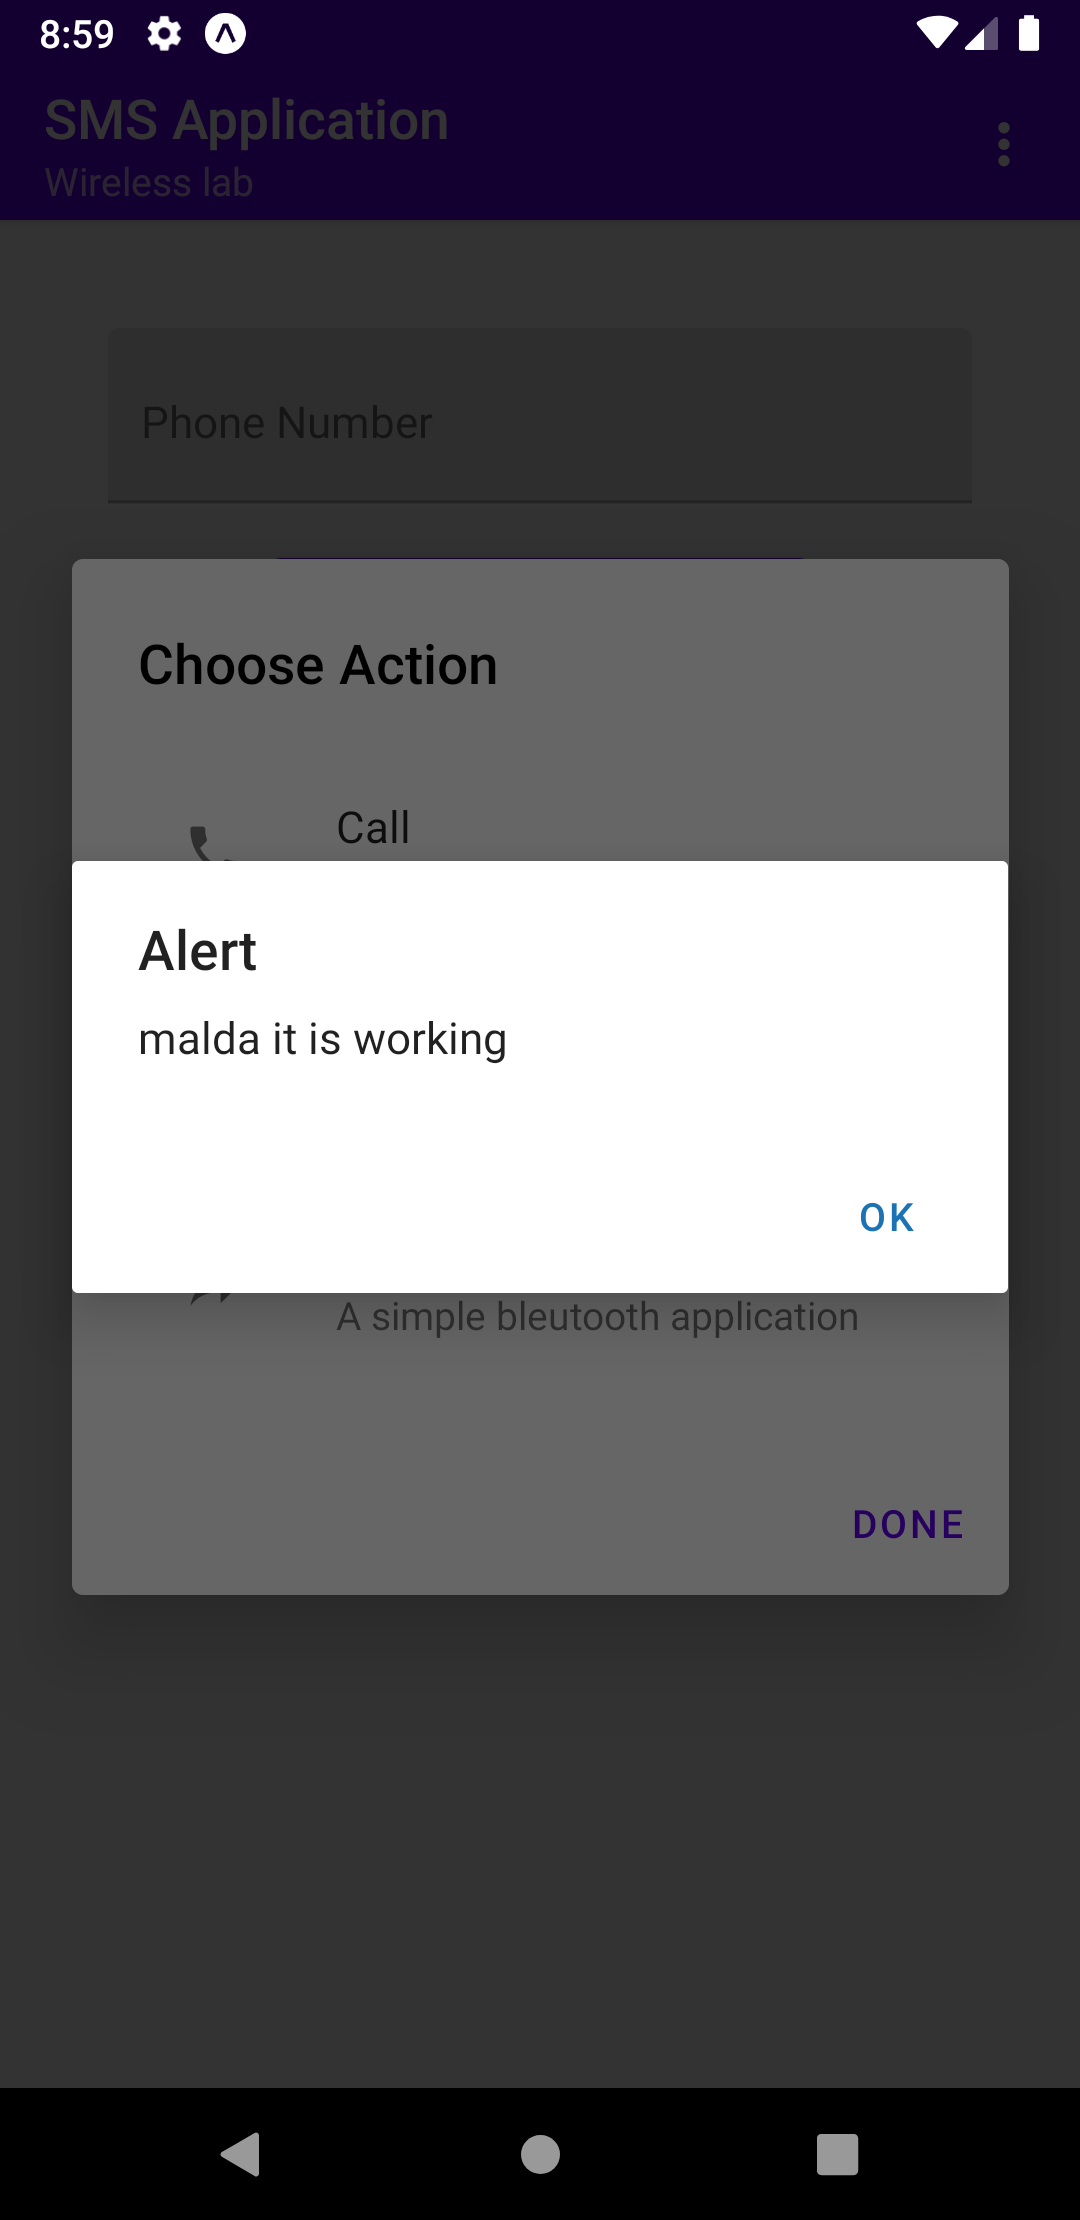 8:59
SMS Application
Wireless lab
Phone Number
Choose Action
Call
Alert
malda it is working
OK
A simple bleutooth application
DONE